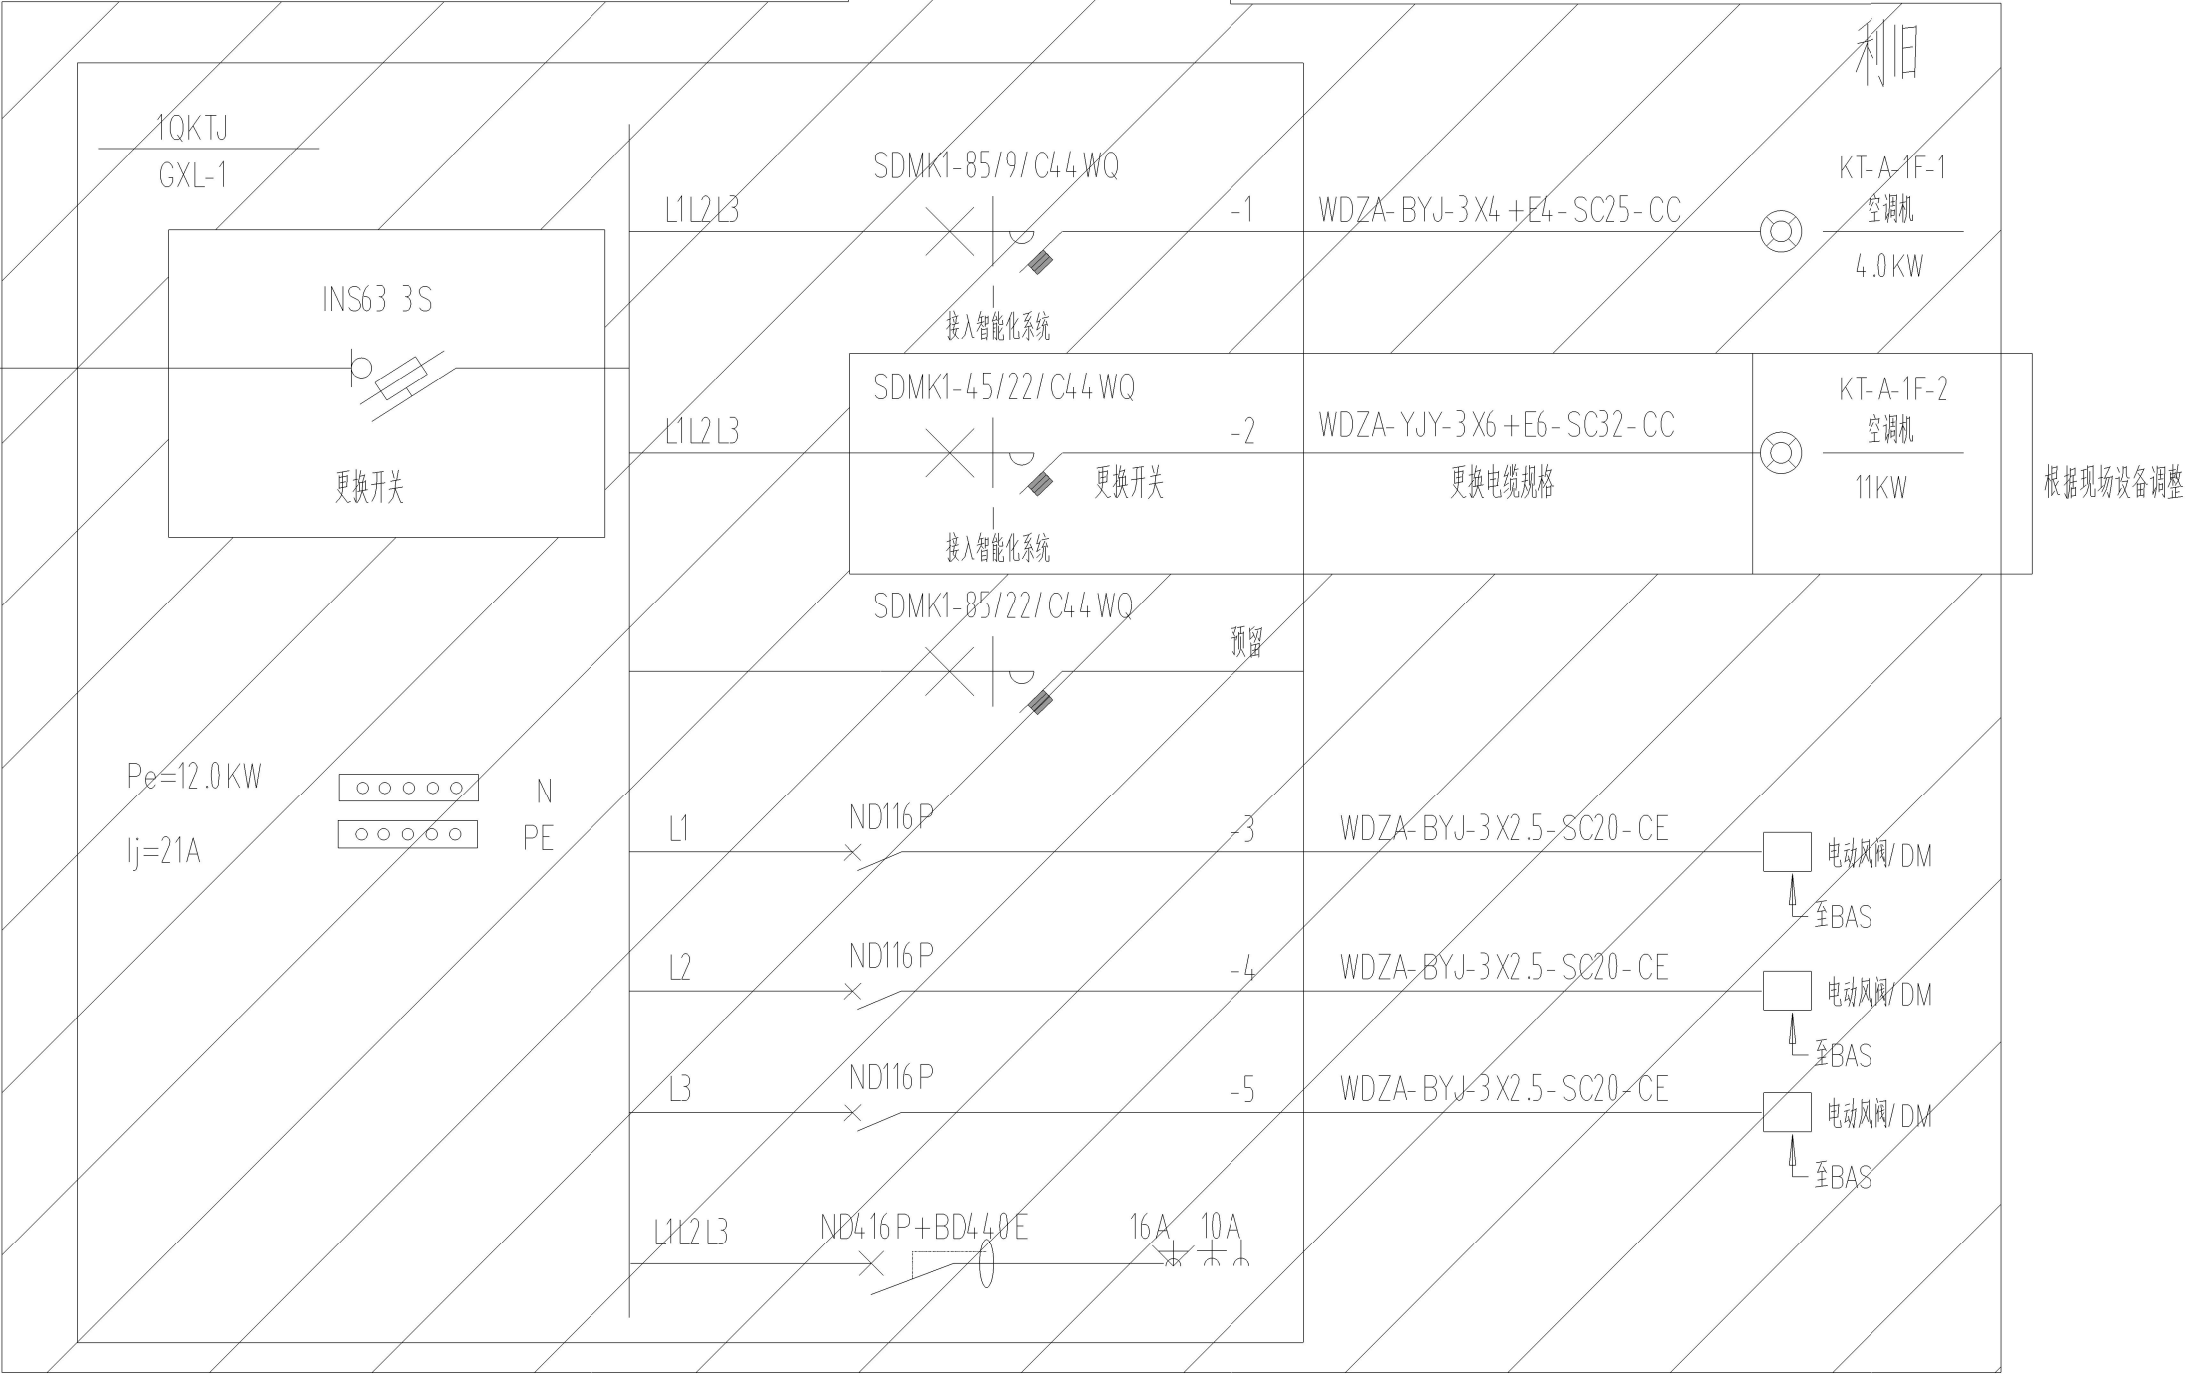 利旧
1QKTJ
GXL-1
INS63 3S
更换开关
Pe=12.0KW
Ij=21A
N
PE
L1L2L3
SDMK1-85/9/C44WQ
接入智能化系统
-1
WDZA-BYJ-3X4+E4-SC25-CC
KT-A-1F-1
空调机
4.0KW
L1L2L3
SDMK1-45/22/C44WQ
接入智能化系统
-2
更换开关
WDZA-YJY-3X6+E6-SC32-CC
更换电缆规格
KT-A-1F-2
空调机
11KW
根据现场设备调整
SDMK1-85/22/C44WQ
预留
L1
ND116P
-3
WDZA-BYJ-3X2.5-SC20-CE
电动风阀/DM
至BAS
L2
ND116P
-4
WDZA-BYJ-3X2.5-SC20-CE
电动风阀/DM
至BAS
L3
ND116P
-5
WDZA-BYJ-3X2.5-SC20-CE
电动风阀/DM
至BAS
L1L2L3
ND416P+BD440E
16A 10A